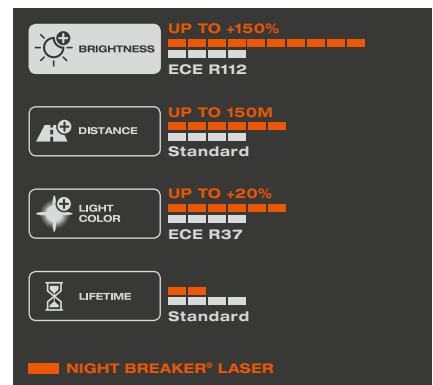 UP TO +150%
BRIGHTNESS
ECE R112
UP TO 150M
DISTANCE
Standard
UP TO +20%
LIGHT
COLOR
ECE R37
LIFETIME
Standard
NIGHT BREAKER® LASER